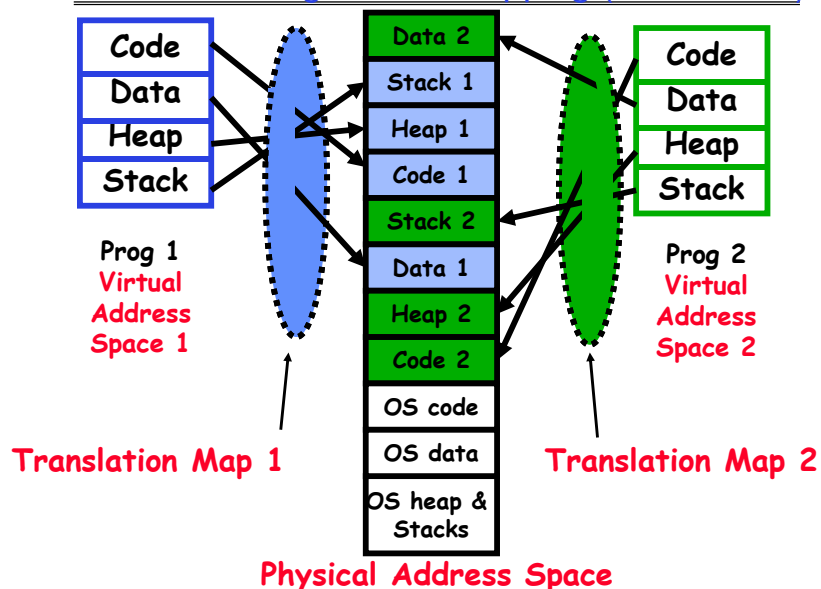 Code
Data
Heap
Stack
Prog 1
Virtual
Address
Space 1
Translation Map 1
Data 2
Stack 1
Heap 1
Code 1
Stack 2
Data 1
Heap 2
Code 2
OS code
OS data
OS heap &
Stacks
Physical Address Space
Code
Data
Heap
Stack
Prog 2
Virtual
Address
Space 2
Translation Map 2